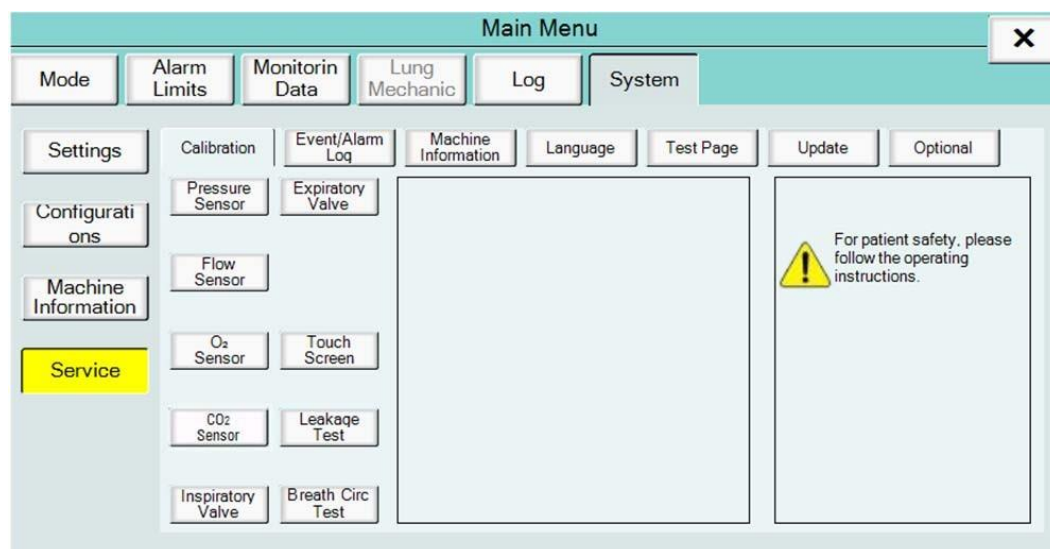 Main Menu
Mode
Alarm
Limits
Monitorin
Data
Lung
Mechanic
Log
System
Settings
Configurati
ons
Machine
Information
Service
Calibration
Event/Alarm
Log
Machine
Information
Language
Test Page
Update
Optional
Pressure
Sensor
Expiratory
Valve
Flow
Sensor
O₂
Sensor
Touch
Screen
CO₂
Sensor
Leakage
Test
Inspiratory
Valve
Breath Circ
Test
For patient safety, please
follow the operating
instructions.